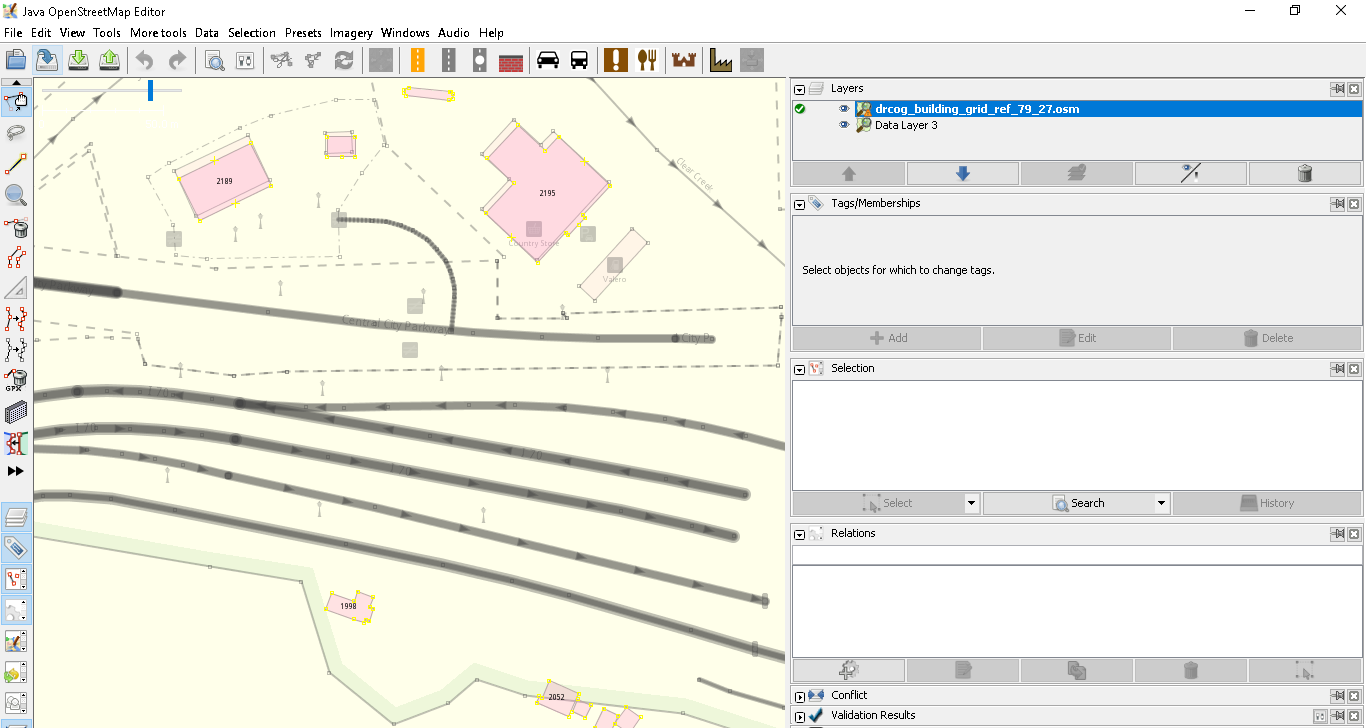 Java OpenStreetMap Editor
File Edit View Tools More tools Data Selection Presets Imagery Windows Audio Help
Layers
drcog_building_grid_ref_79_27.osm
Data Layer 3
Tags/Memberships
Select objects for which to change tags.
Add Edit Delete
Selection
Select Search History
Relations
Conflict
Validation Results
GPX
2189
2195
Clear Creek
Country Store
Valero
Central City Parkway
City Pa
I 70
I 70
I 70
I 70
1998
2052